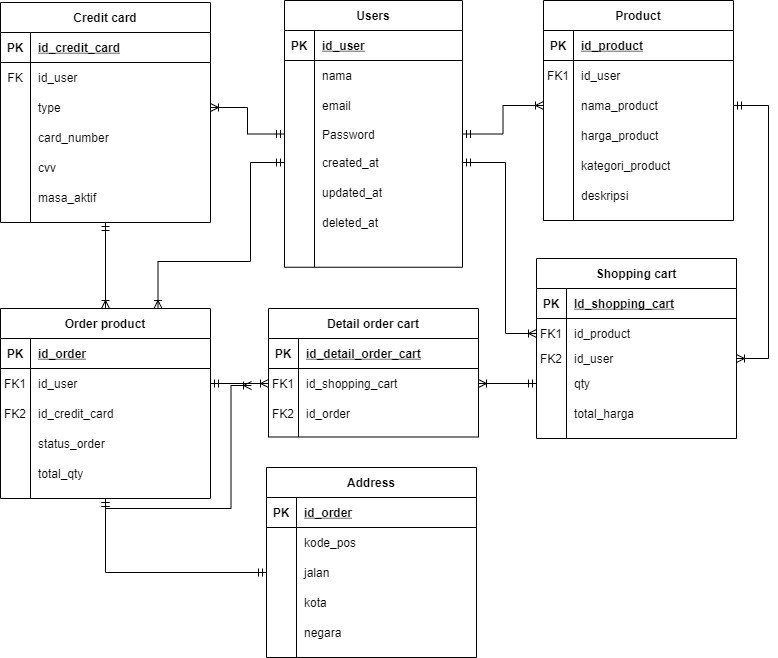 Credit card
PK id_credit_card
FK id_user
type
card_number
cvv
masa_aktif
Users
PK id_user
nama
email
Password
created_at
updated_at
deleted_at
Product
PK id_product
FK1 id_user
nama_product
harga_product
kategori_product
deskripsi
Shopping cart
PK Id_shopping_cart
FK1 id_product
FK2 id_user
qty
total_harga
Order product
PK id_order
FK1 id_user
FK2 id_credit_card
status_order
total_qty
Detail order cart
PK id_detail_order_cart
FK1 id_shopping_cart
FK2 id_order
Address
PK id_order
kode_pos
jalan
kota
negara